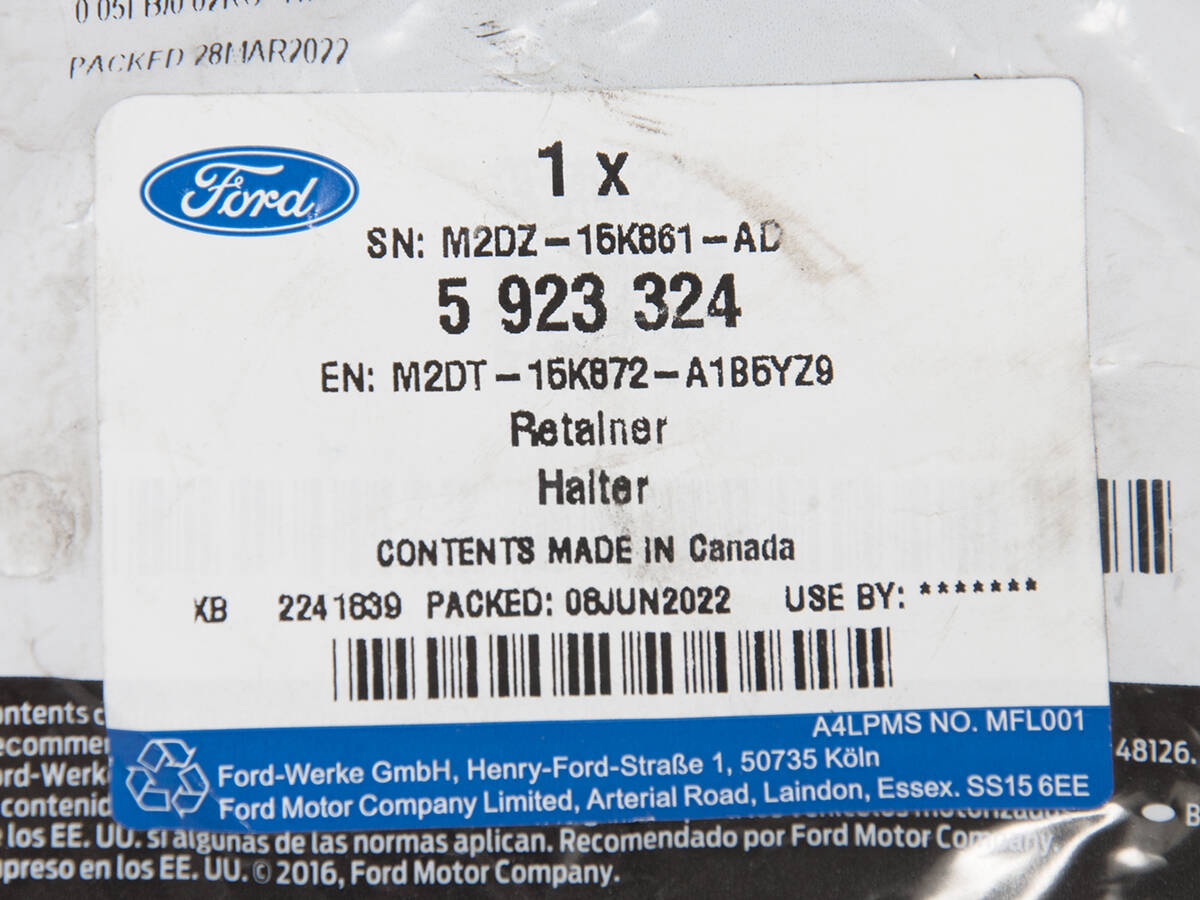 PACKED 28MAR2022
Ford
1 x
SN: M2DZ-15K861-AD
5 923 324
EN: M2DT-15K872-A1B5YZ9
Retainer
Halter
CONTENTS MADE IN Canada
XB 2241839 PACKED: 08JUN2022 USE BY: *******
A4LPMS NO. MFL001
Ford-Werke GmbH, Henry-Ford-Straße 1, 50735 Köln
Ford Motor Company Limited, Arterial Road, Laindon, Essex. SS15 6EE
48126.
los EE. UU. si algunas de las normas aplican. Recomendado por Ford Motor Company.
preso en los EE. UU. © 2016, Ford Motor Company.